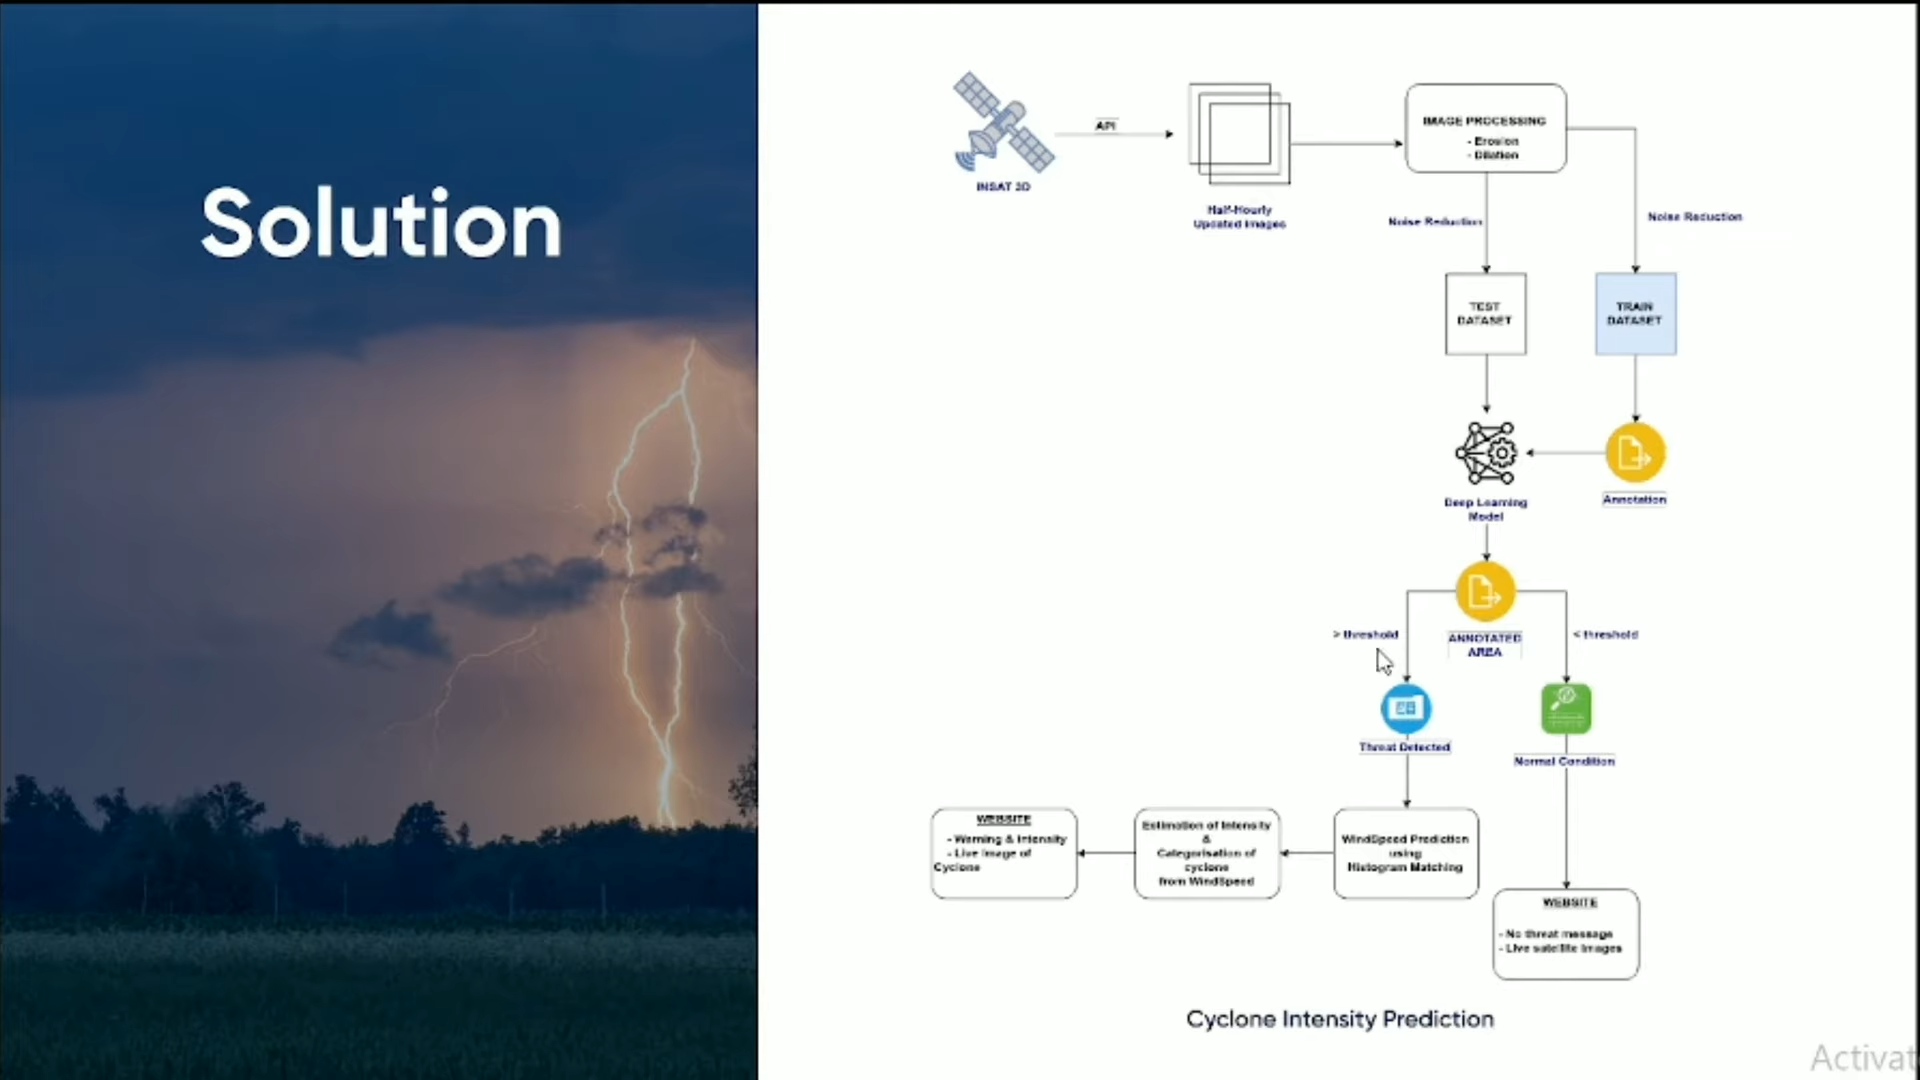 Solution
API
INSAT 3D
Half-Hourly
Updated Images
IMAGE PROCESSING
- Erosion
- Dilation
Noise Reduction
Noise Reduction
TEST
DATASET
TRAIN
DATASET
Deep Learning
Model
Annotation
> threshold
ANNOTATED
AREA
< threshold
Threat Detected
Normal Condition
WEBSITE
- Warning & Intensity
- Live Image of
Cyclone
Estimation of Intensity
&
Categorisation of
cyclone
from WindSpeed
WindSpeed Prediction
using
Histogram Matching
WEBSITE
- No threat message
- Live satellite Images
Cyclone Intensity Prediction
Activat